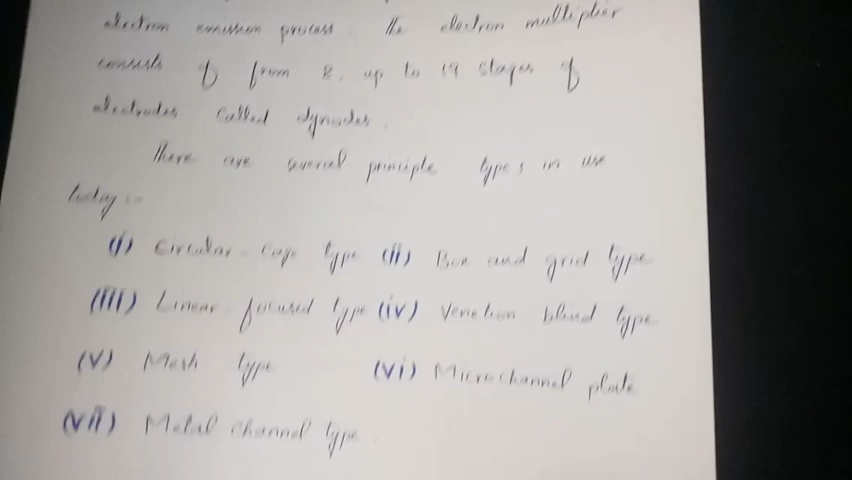 electron emission process. The electron multiplier
consists of from 8, up to 19 stages of
electrodes called dynodes.
There are several principle types in use
today :-
(i) Circular-cage type (ii) Box and grid type
(iii) Linear-focused type (iv) Venetion blind type
(v) Mesh type (vi) Microchannel plate
(vii) Metal channel type.